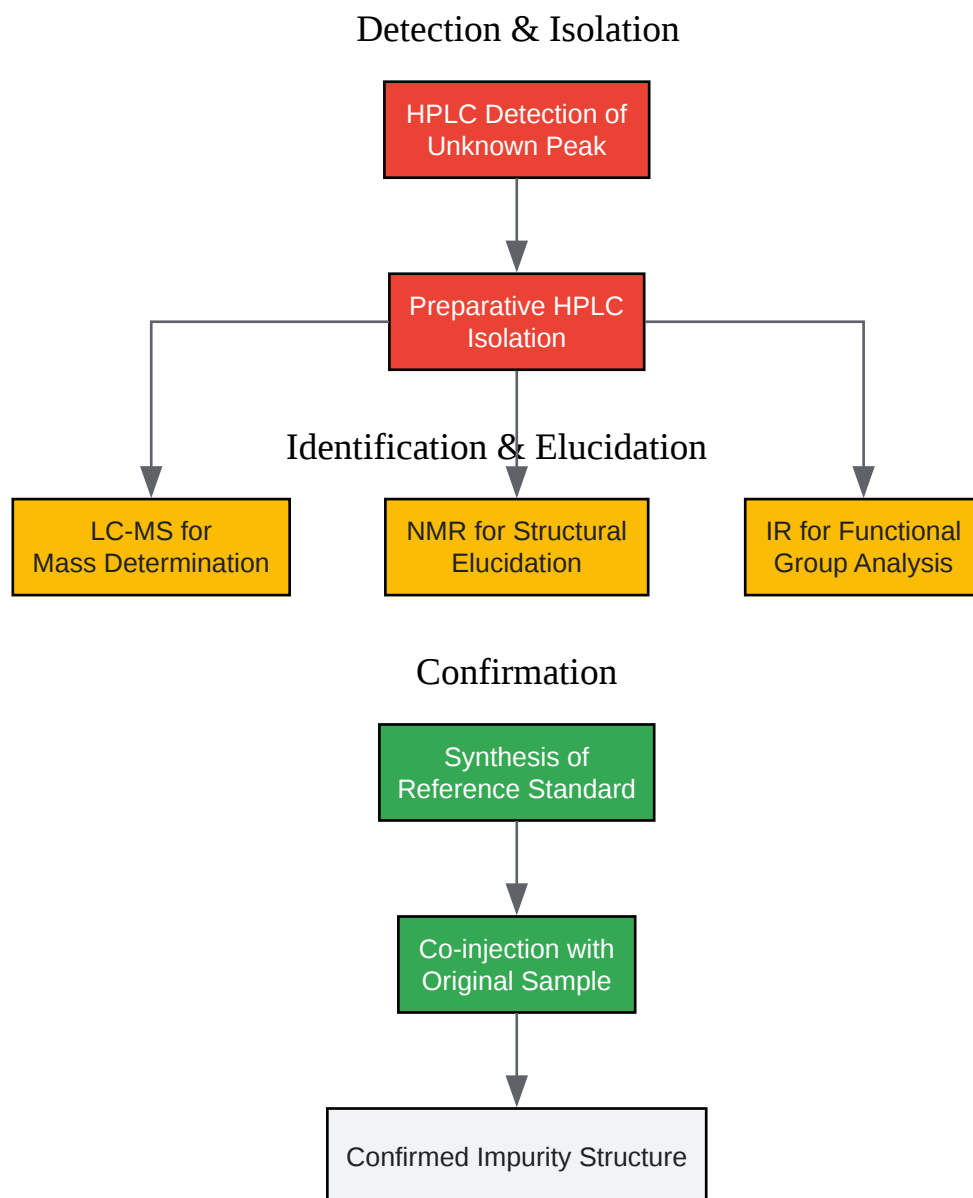 Detection & Isolation
HPLC Detection of
Unknown Peak
Preparative HPLC
Isolation
Identification & Elucidation
LC-MS for
Mass Determination
NMR for Structural
Elucidation
IR for Functional
Group Analysis
Confirmation
Synthesis of
Reference Standard
Co-injection with
Original Sample
Confirmed Impurity Structure